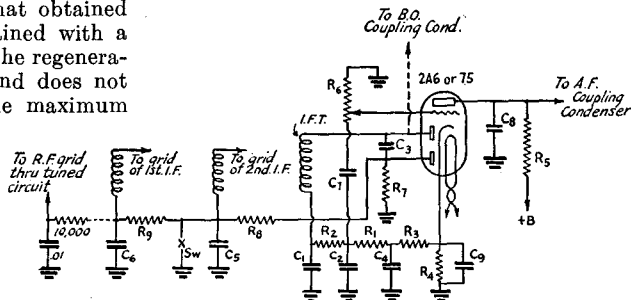 hat obtained
ined with a
he regenera-
nd does not
e maximum
To B.O.
Coupling Cond.
R6
2A6 or 75
To A.F.
Coupling
Condenser
I.F.T.
C3
C8
R5
To R.F. grid
thru tuned
circuit
To grid
of 1st. I.F.
To grid
of 2nd. I.F.
C7
R7
+B
10,000
R9
R8
R2
R1
R3
.01
C6
Sw
C5
C1
C2
C4
R4
C9